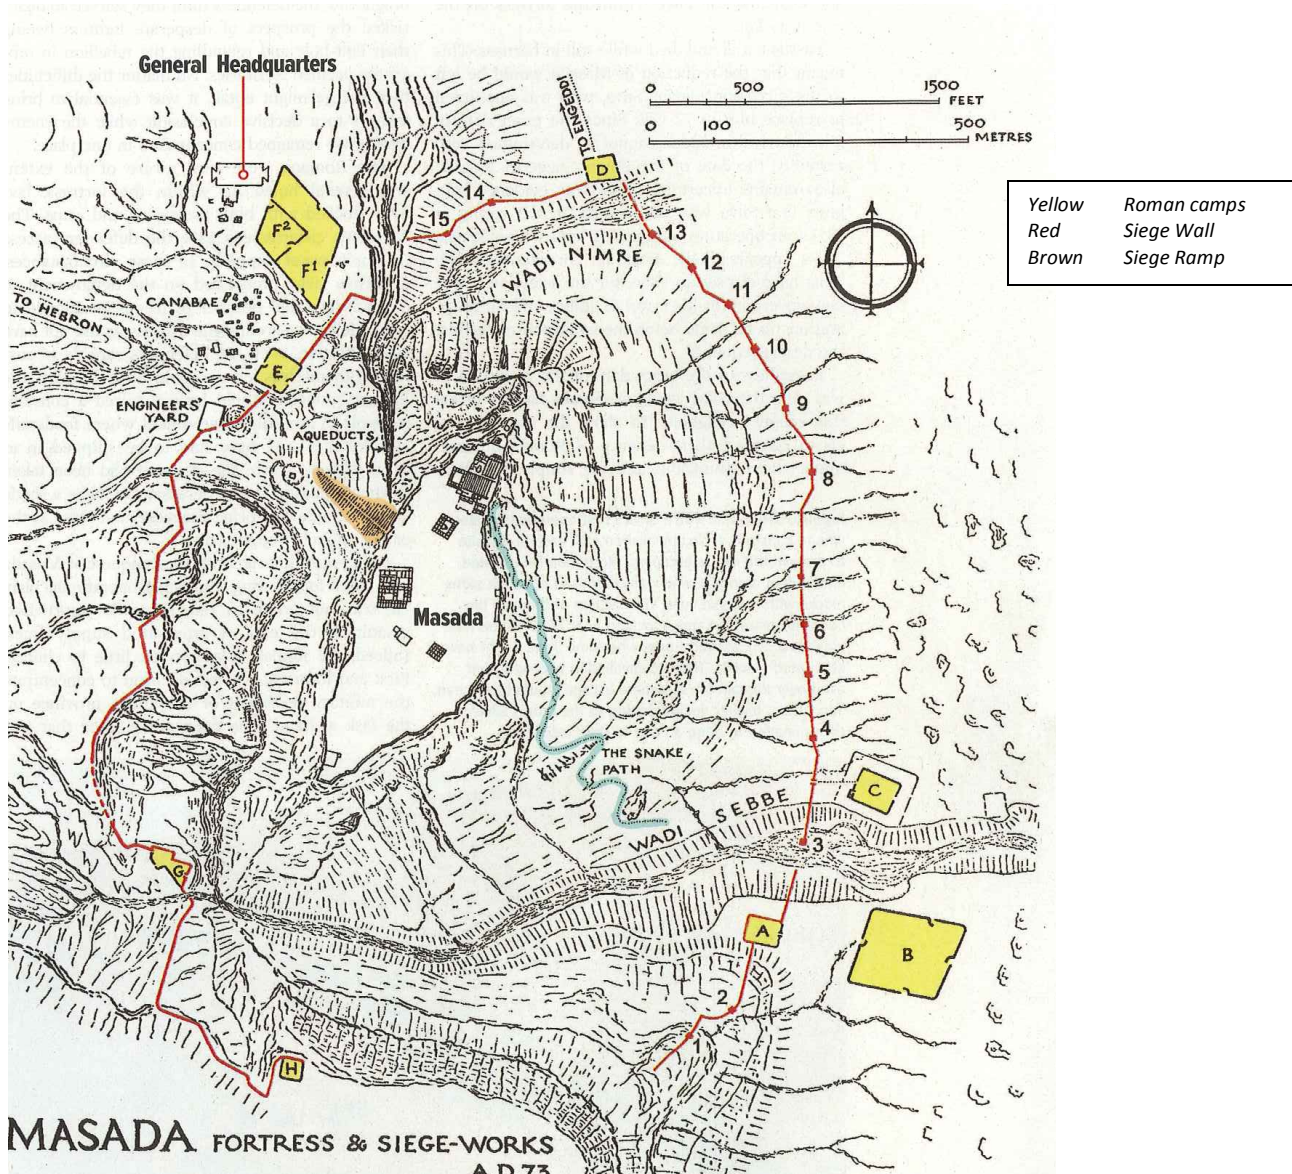 General Headquarters
TO ENGEDDI
0 500 1500
FEET
0 100 500
METRES
Yellow Roman camps
Red Siege Wall
Brown Siege Ramp
D
14
15
13
F²
F¹
WADI NIMRE
12
11
10
CANABAE
TO HEBRON
E
9
ENGINEERS' YARD
AQUEDUCTS
8
7
Masada
6
5
4
THE SNAKE PATH
C
WADI SEBBE
3
G
A
B
2
1
H
MASADA FORTRESS & SIEGE-WORKS
A.D.73